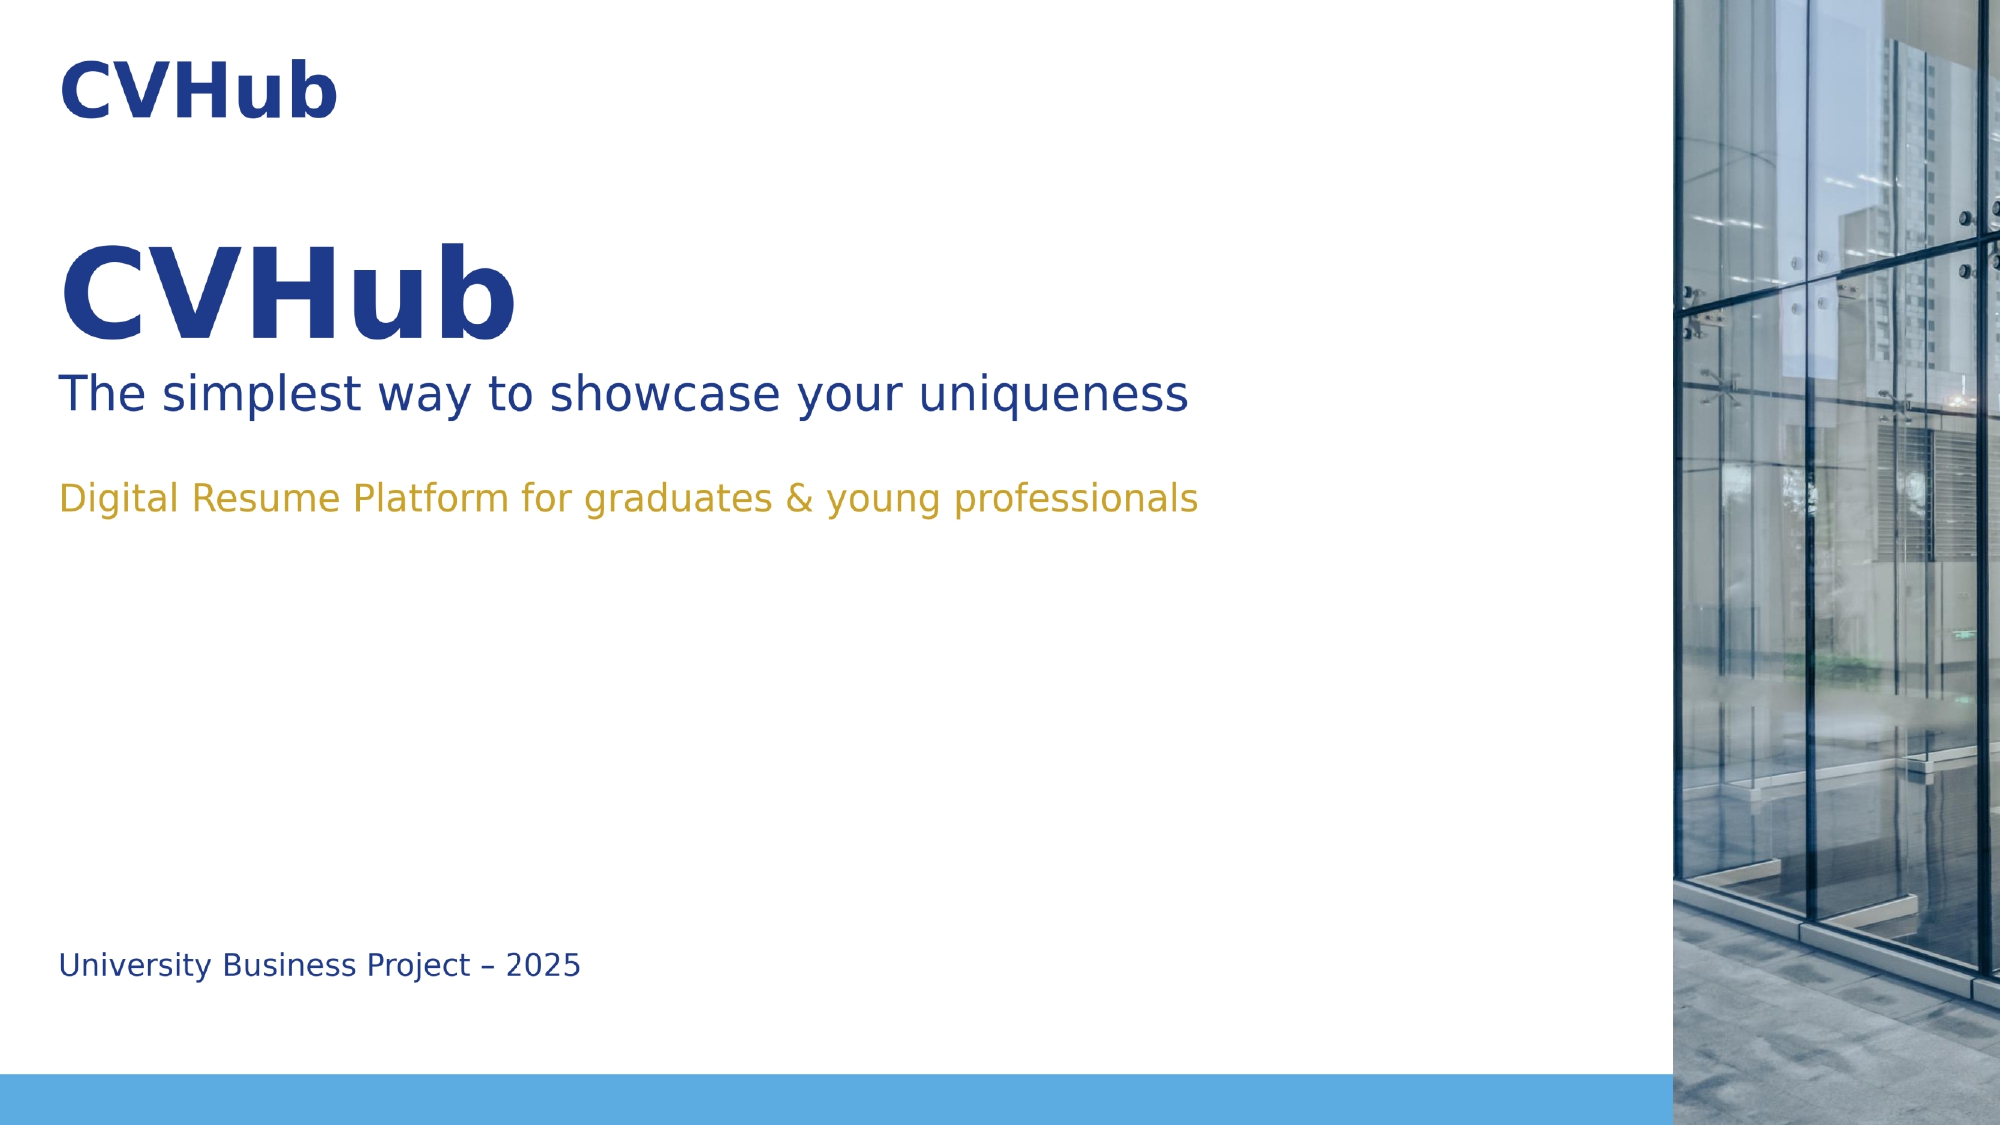 CVHub
CVHub
The simplest way to showcase your uniqueness
Digital Resume Platform for graduates & young professionals
University Business Project – 2025